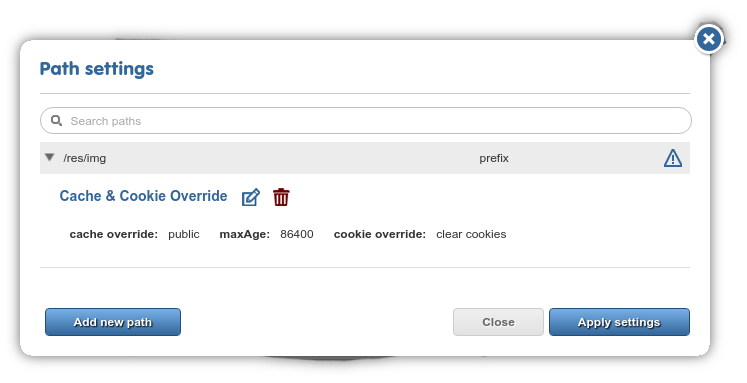 Path settings
Search paths
/res/img prefix
Cache & Cookie Override
cache override: public maxAge: 86400 cookie override: clear cookies
Add new path Close Apply settings